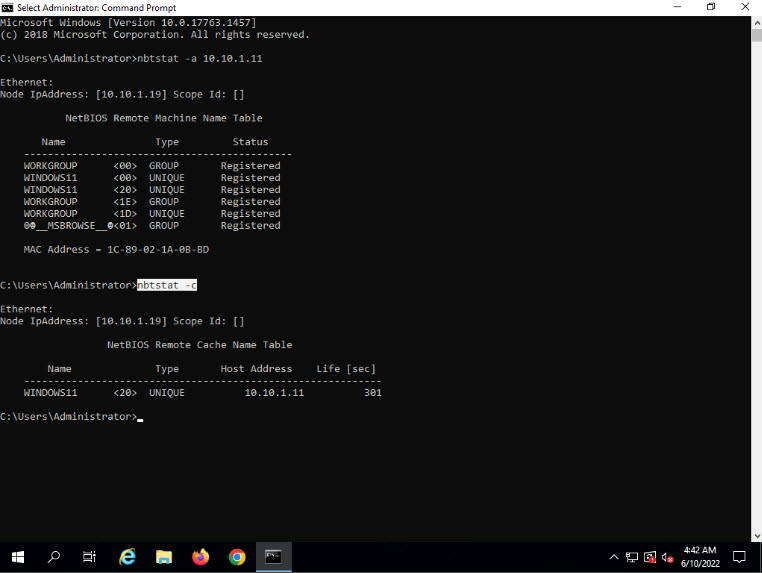 Select Administrator: Command Prompt
Microsoft Windows [Version 10.0.17763.1457]
(c) 2018 Microsoft Corporation. All rights reserved.
C:\Users\Administrator>nbtstat -a 10.10.1.11
Ethernet:
Node IpAddress: [10.10.1.19] Scope Id: []
NetBIOS Remote Machine Name Table
Name Type Status
---------------------------------------------
WORKGROUP <00> GROUP Registered
WINDOWS11 <00> UNIQUE Registered
WINDOWS11 <20> UNIQUE Registered
WORKGROUP <1E> GROUP Registered
WORKGROUP <1D> UNIQUE Registered
☺☻__MSBROWSE__☻<01> GROUP Registered
MAC Address = 1C-89-02-1A-0B-BD
C:\Users\Administrator>nbtstat -c
Ethernet:
Node IpAddress: [10.10.1.19] Scope Id: []
NetBIOS Remote Cache Name Table
Name Type Host Address Life [sec]
------------------------------------------------------------
WINDOWS11 <20> UNIQUE 10.10.1.11 301
C:\Users\Administrator>
4:42 AM
6/10/2022